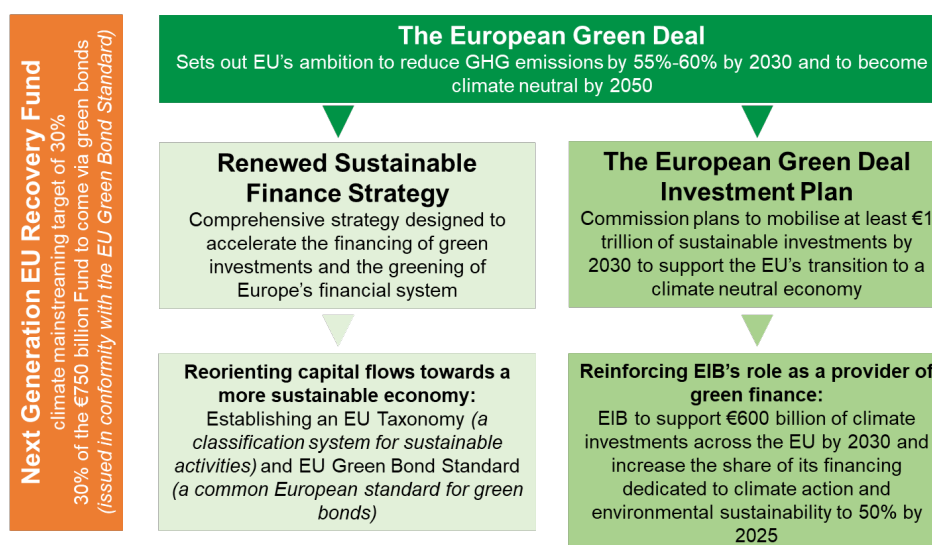 Next Generation EU Recovery Fund
climate mainstreaming target of 30%
30% of the €750 billion Fund to come via green bonds
(issued in conformity with the EU Green Bond Standard)
The European Green Deal
Sets out EU's ambition to reduce GHG emissions by 55%-60% by 2030 and to become
climate neutral by 2050
Renewed Sustainable
Finance Strategy
Comprehensive strategy designed to
accelerate the financing of green
investments and the greening of
Europe's financial system
The European Green Deal
Investment Plan
Commission plans to mobilise at least €1
trillion of sustainable investments by
2030 to support the EU's transition to a
climate neutral economy
Reorienting capital flows towards a
more sustainable economy:
Establishing an EU Taxonomy (a
classification system for sustainable
activities) and EU Green Bond Standard
(a common European standard for green
bonds)
Reinforcing EIB's role as a provider of
green finance:
EIB to support €600 billion of climate
investments across the EU by 2030 and
increase the share of its financing
dedicated to climate action and
environmental sustainability to 50% by
2025